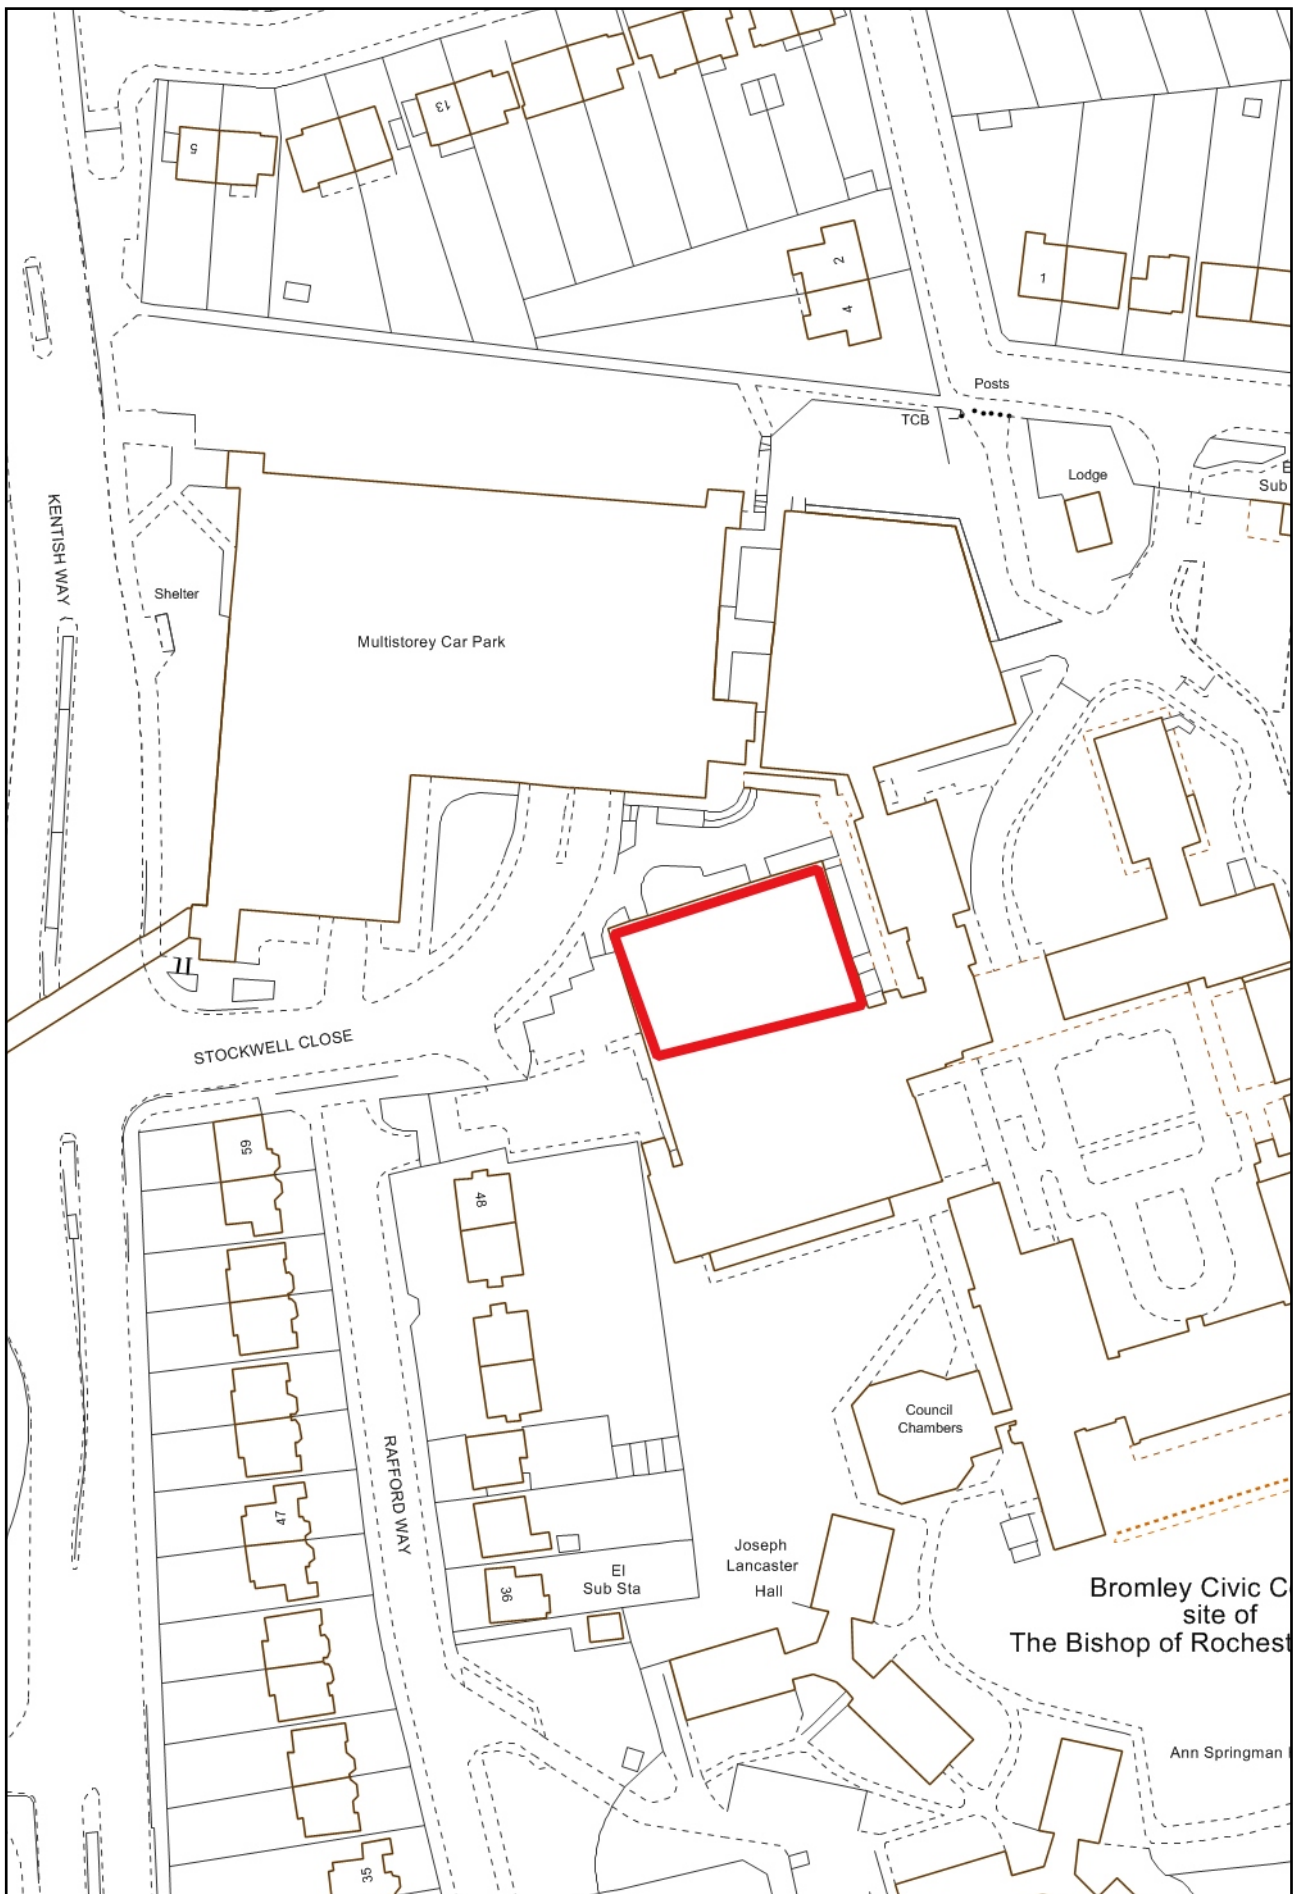 13
5
2
4
1
Posts
TCB
Lodge
Sub
KENTISH WAY
Shelter
Multistorey Car Park
STOCKWELL CLOSE
59
48
Council
Chambers
RAFFORD WAY
47
Joseph
Lancaster
Hall
El
Sub Sta
36
Bromley Civic C
site of
The Bishop of Rochest
Ann Springman
35